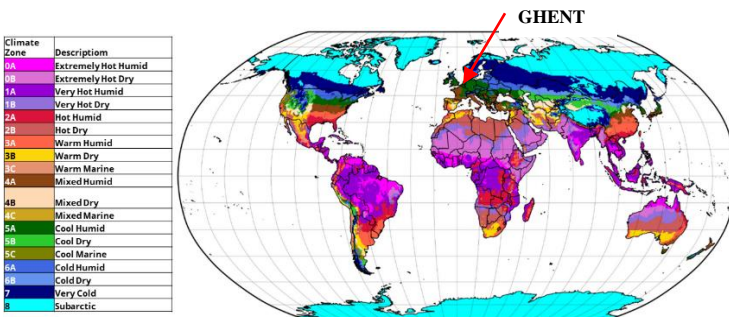 GHENT
Climate
Zone Descriptiom
0A Extremely Hot Humid
0B Extremely Hot Dry
1A Very Hot Humid
1B Very Hot Dry
2A Hot Humid
2B Hot Dry
3A Warm Humid
3B Warm Dry
3C Warm Marine
4A Mixed Humid
4B Mixed Dry
4C Mixed Marine
5A Cool Humid
5B Cool Dry
5C Cool Marine
6A Cold Humid
6B Cold Dry
7 Very Cold
8 Subarctic